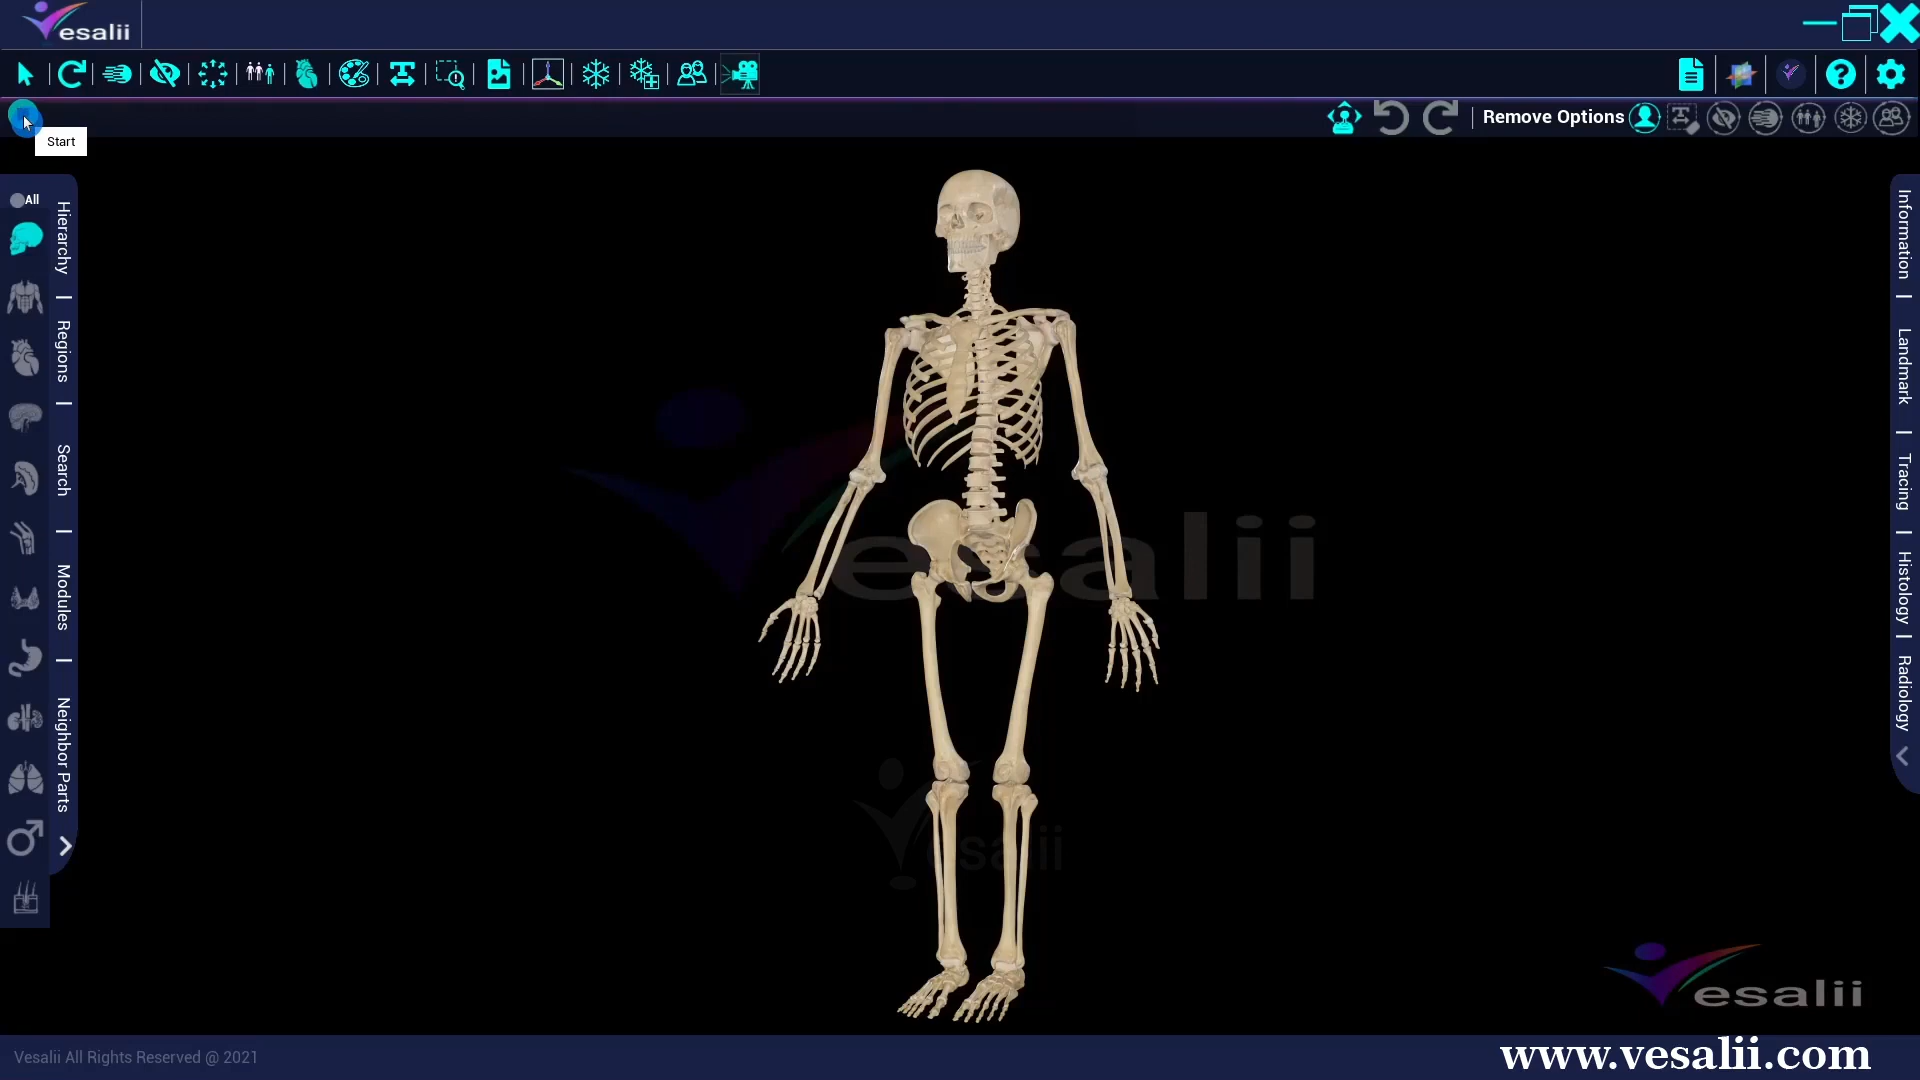 esalii
Remove Options
Start
All
Hierarchy
Regions
Search
Modules
Neighbor Parts
Information
Landmark
Tracing
Histology
Radiology
esalii
esalii
esalii
Vesalii All Rights Reserved @ 2021
www.vesalii.com